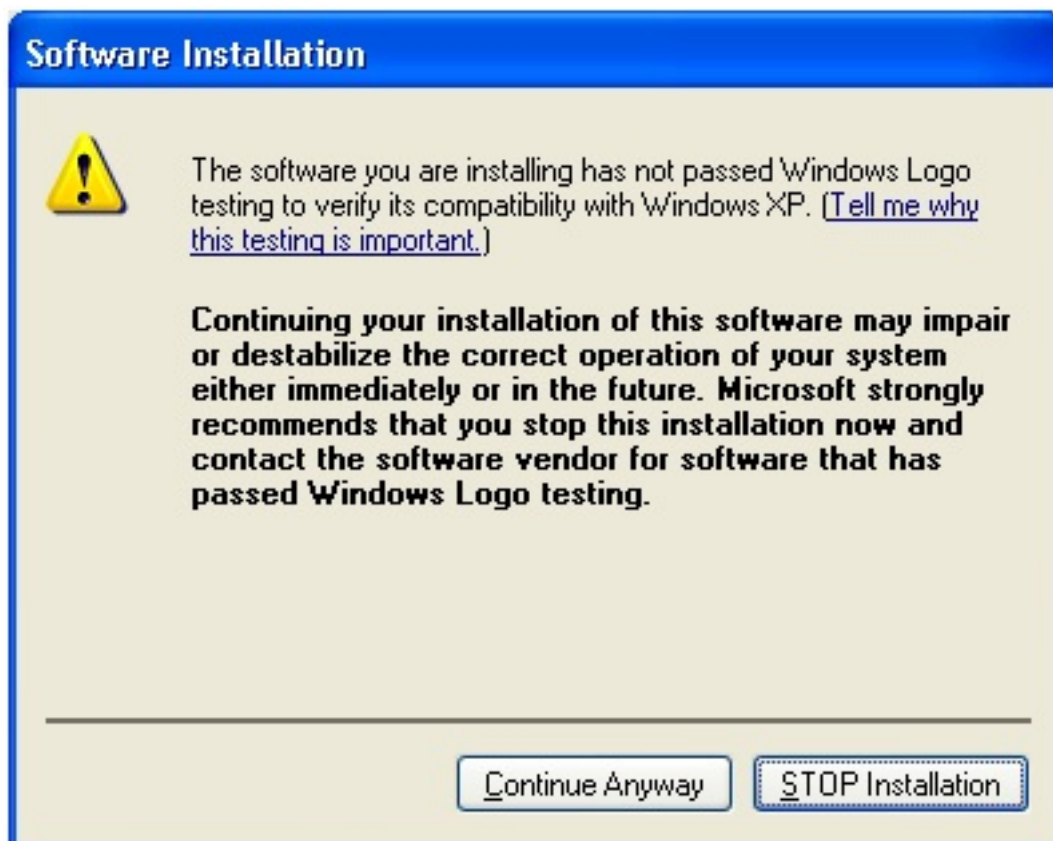 Software Installation
The software you are installing has not passed Windows Logo
testing to verify its compatibility with Windows XP. (Tell me why
this testing is important.)
Continuing your installation of this software may impair
or destabilize the correct operation of your system
either immediately or in the future. Microsoft strongly
recommends that you stop this installation now and
contact the software vendor for software that has
passed Windows Logo testing.
Continue Anyway
STOP Installation